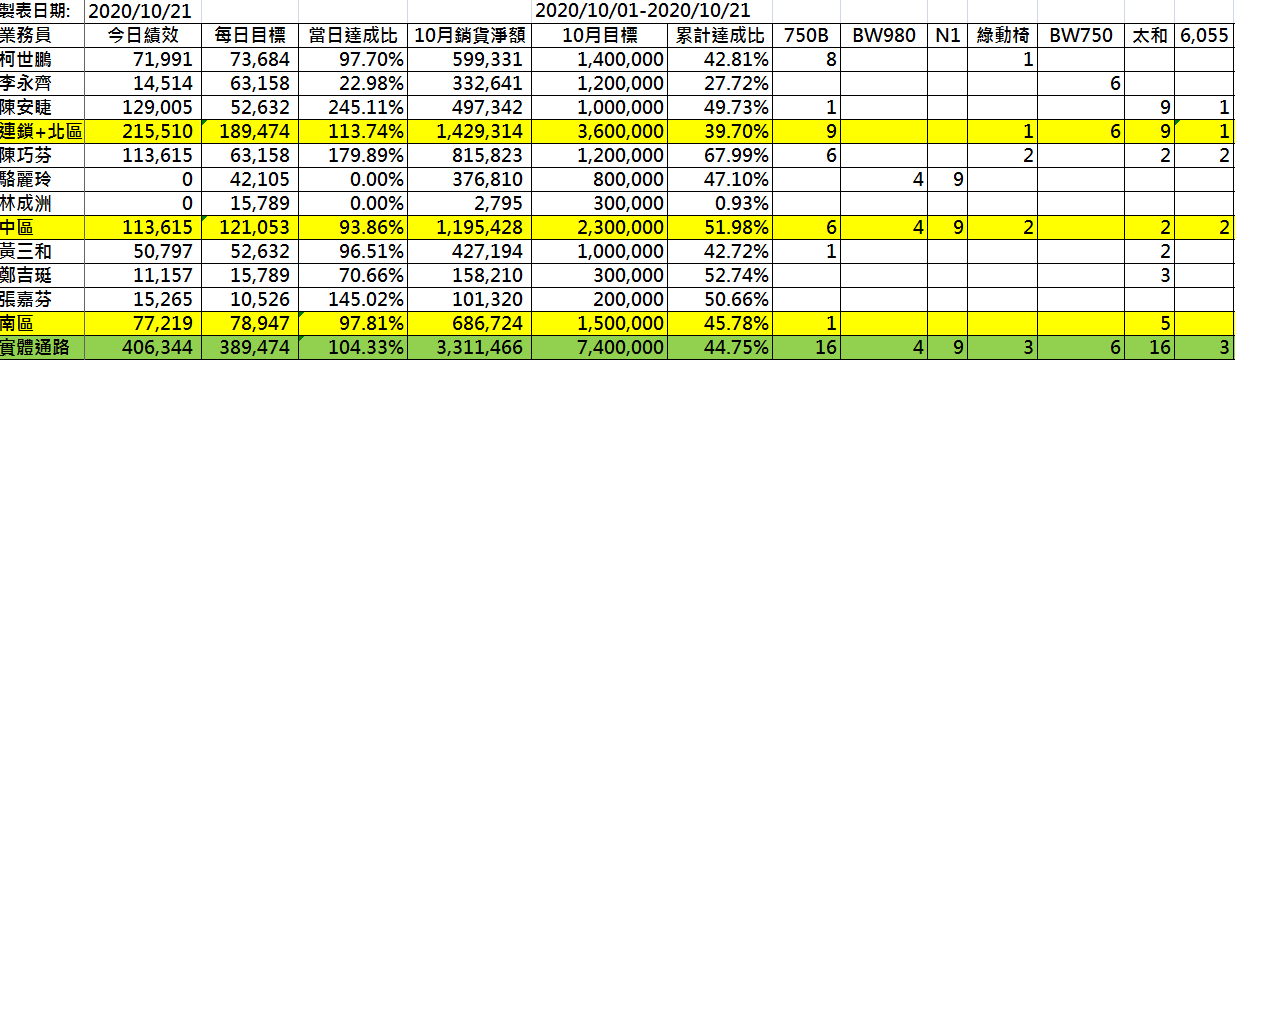 製表日期: 2020/10/21 2020/10/01-2020/10/21
業務員 今日績效 每日目標 當日達成比 10月銷貨淨額 10月目標 累計達成比 750B BW980 N1 綠動椅 BW750 太和 6,055
柯世鵬 71,991 73,684 97.70% 599,331 1,400,000 42.81% 8 1
李永齊 14,514 63,158 22.98% 332,641 1,200,000 27.72% 6
陳安睫 129,005 52,632 245.11% 497,342 1,000,000 49.73% 1 9 1
連鎖+北區 215,510 189,474 113.74% 1,429,314 3,600,000 39.70% 9 1 6 9 1
陳巧芬 113,615 63,158 179.89% 815,823 1,200,000 67.99% 6 2 2 2
駱麗玲 0 42,105 0.00% 376,810 800,000 47.10% 4 9
林成洲 0 15,789 0.00% 2,795 300,000 0.93%
中區 113,615 121,053 93.86% 1,195,428 2,300,000 51.98% 6 4 9 2 2 2
黃三和 50,797 52,632 96.51% 427,194 1,000,000 42.72% 1 2
鄭吉珽 11,157 15,789 70.66% 158,210 300,000 52.74% 3
張嘉芬 15,265 10,526 145.02% 101,320 200,000 50.66%
南區 77,219 78,947 97.81% 686,724 1,500,000 45.78% 1 5
實體通路 406,344 389,474 104.33% 3,311,466 7,400,000 44.75% 16 4 9 3 6 16 3